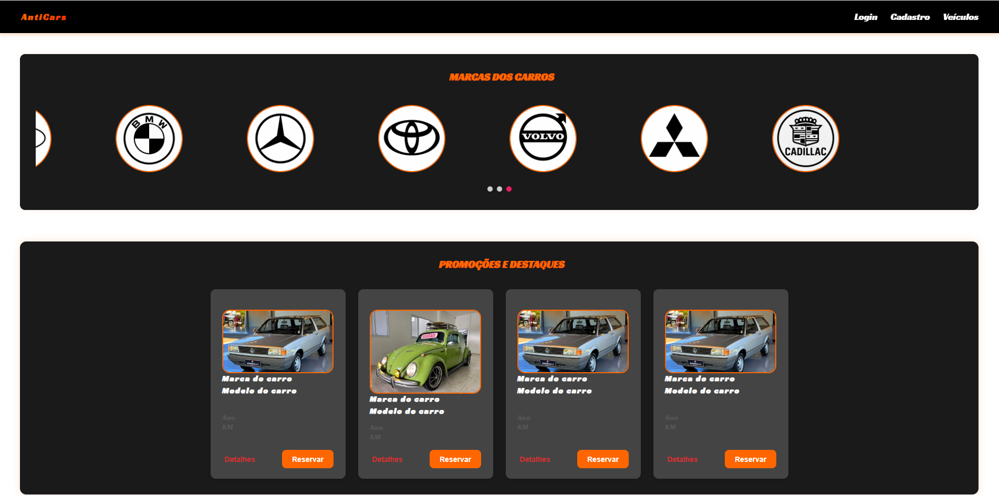 AntiCars
Login Cadastro Veículos
MARCAS DOS CARROS
BMW
VOLVO
CADILLAC
PROMOÇÕES E DESTAQUES
Marca do carro
Modelo do carro
Ano
KM
Detalhes Reservar
Marca do carro
Modelo do carro
Ano
KM
Detalhes Reservar
Marca do carro
Modelo do carro
Ano
KM
Detalhes Reservar
Marca do carro
Modelo do carro
Ano
KM
Detalhes Reservar